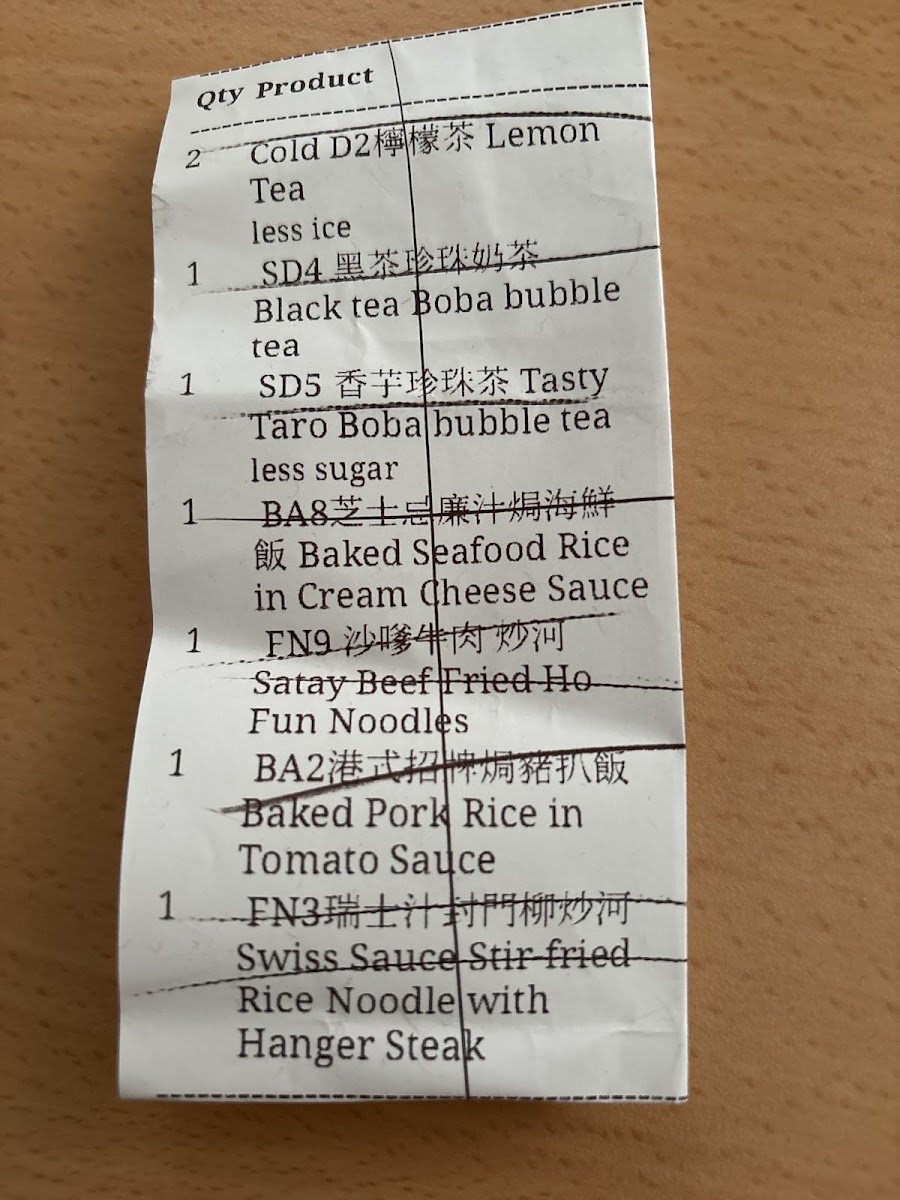 Qty Product
2 Cold D2檸檬茶 Lemon
Tea
less ice
1 SD4 黑茶珍珠奶茶
Black tea Boba bubble
tea
1 SD5 香芋珍珠茶 Tasty
Taro Boba bubble tea
less sugar
1 BA8芝士忌廉汁焗海鮮
飯 Baked Seafood Rice
in Cream Cheese Sauce
1 FN9 沙嗲牛肉 炒河
Satay Beef Fried Ho
Fun Noodles
1 BA2港式招牌焗豬扒飯
Baked Pork Rice in
Tomato Sauce
1 FN3瑞士汁封門柳炒河
Swiss Sauce Stir-fried
Rice Noodle with
Hanger Steak